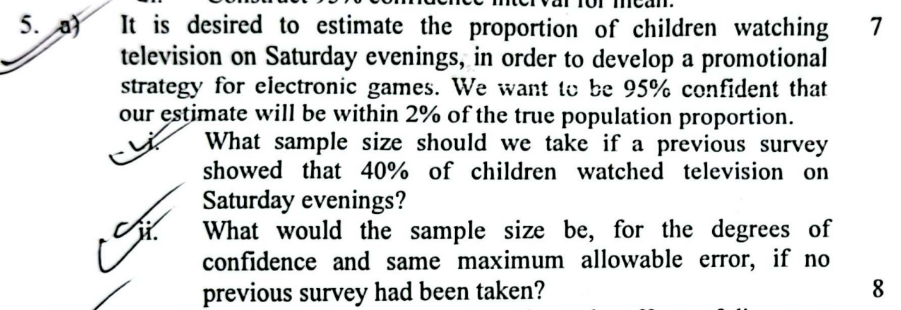 Construct 95% confidence interval for mean.
5. a) It is desired to estimate the proportion of children watching 7
television on Saturday evenings, in order to develop a promotional
strategy for electronic games. We want to be 95% confident that
our estimate will be within 2% of the true population proportion.
i. What sample size should we take if a previous survey
showed that 40% of children watched television on
Saturday evenings?
ii. What would the sample size be, for the degrees of
confidence and same maximum allowable error, if no
previous survey had been taken? 8